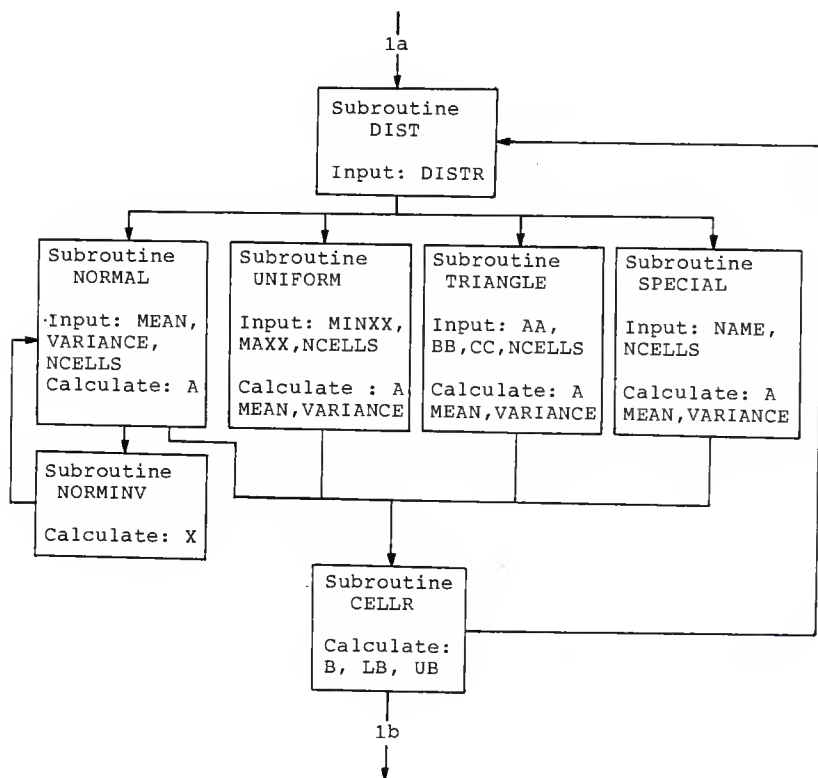 1a
Subroutine
DIST
Input: DISTR
Subroutine
NORMAL
Input: MEAN,
VARIANCE,
NCELLS
Calculate: A
Subroutine
UNIFORM
Input: MINXX,
MAXX,NCELLS
Calculate : A
MEAN,VARIANCE
Subroutine
TRIANGLE
Input: AA,
BB,CC,NCELLS
Calculate: A
MEAN,VARIANCE
Subroutine
SPECIAL
Input: NAME,
NCELLS
Calculate: A
MEAN,VARIANCE
Subroutine
NORMINV
Calculate: X
Subroutine
CELLR
Calculate:
B, LB, UB
1b